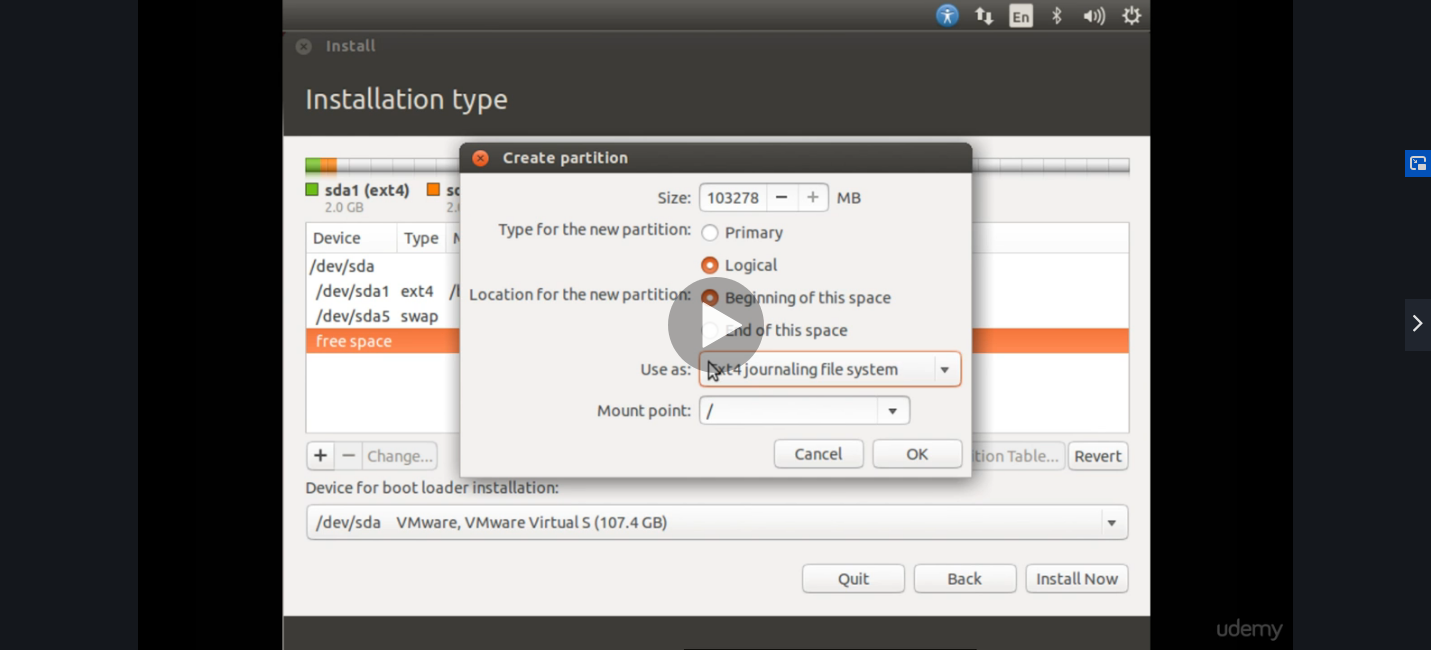 En
Install
Installation type
Create partition
sda1 (ext4)
2.0 GB
Size: 103278 MB
Type for the new partition: Primary
Logical
Location for the new partition: Beginning of this space
End of this space
Use as: Ext4 journaling file system
Mount point: /
Cancel OK
Device Type
/dev/sda
/dev/sda1 ext4
/dev/sda5 swap
free space
+ − Change... Revert
Device for boot loader installation:
/dev/sda VMware, VMware Virtual S (107.4 GB)
Quit Back Install Now
udemy